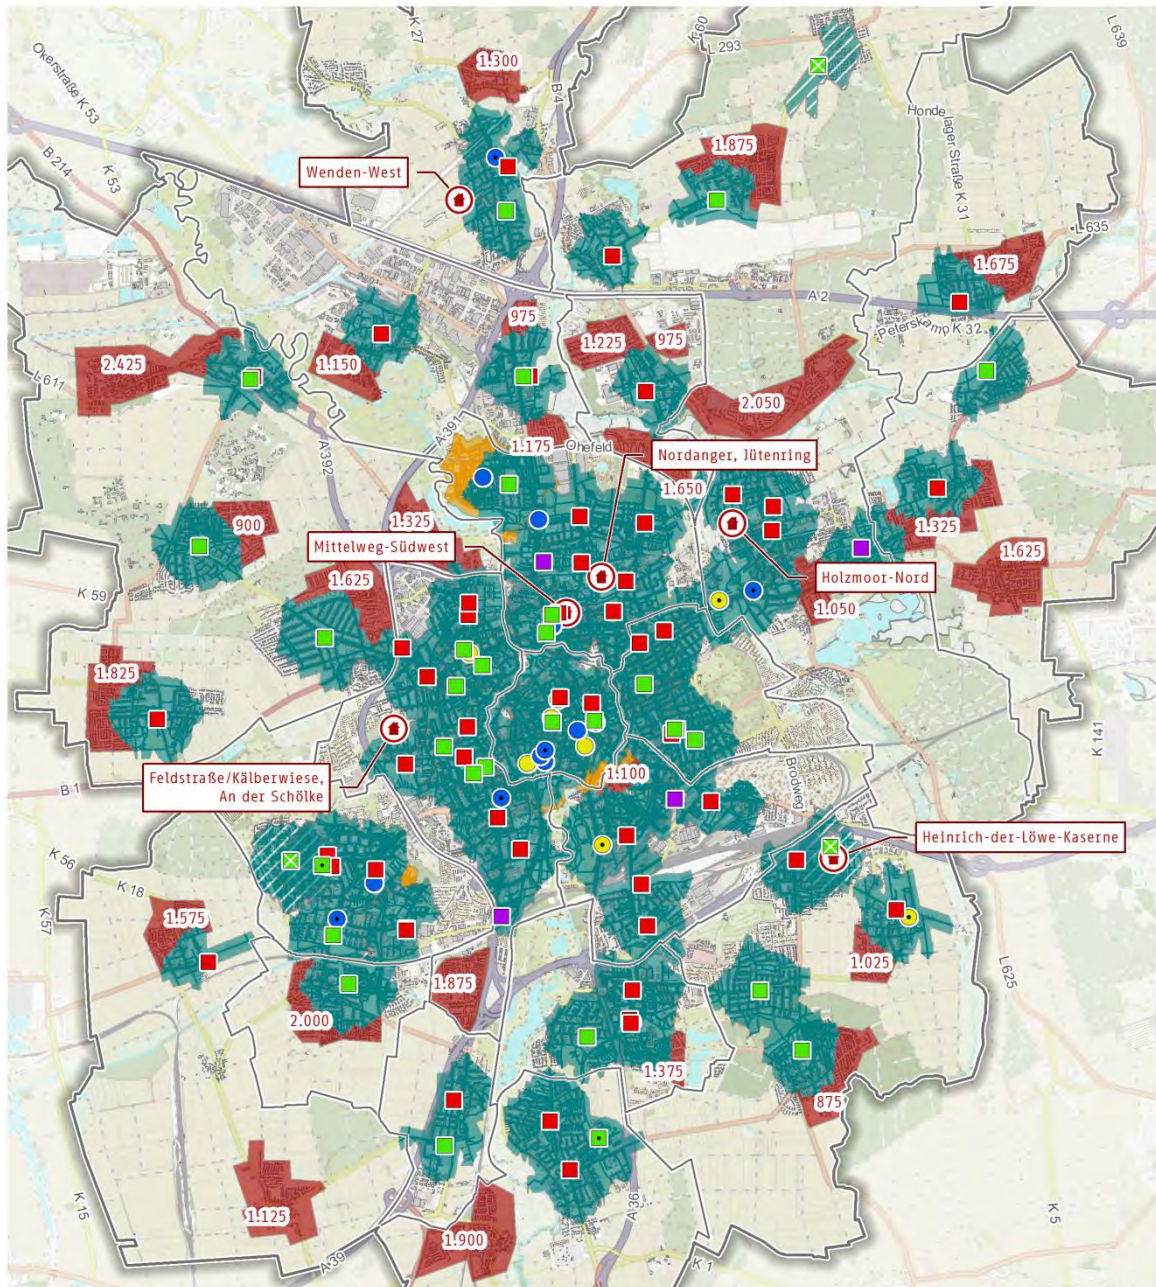 K 27
K 60
L 293
L 639
Okerstraße K 53
B 4
1.300
K 53
B 214
Honde
lager Straße K 31
1.875
Wenden-West
L 635
1.675
A 2
Peterskamp K 32
975
1.225
975
2.425
1.150
L 611
2.050
A 391
1.175
Ohefeld
A 392
Nordanger, Jütenring
1.650
900
1.325
1.325
Mittelweg-Südwest
1.625
1.625
Holzmoor-Nord
K 59
1.050
1.825
K 141
Feldstraße/Kälberwiese,
An der Schölke
B 1
1.100
Brodweg
Heinrich-der-Löwe-Kaserne
K 56
K 18
K 57
1.575
1.025
1.875
L 625
2.000
1.375
875
K 15
1.125
A 36
K 5
1.900
A 39
K 1